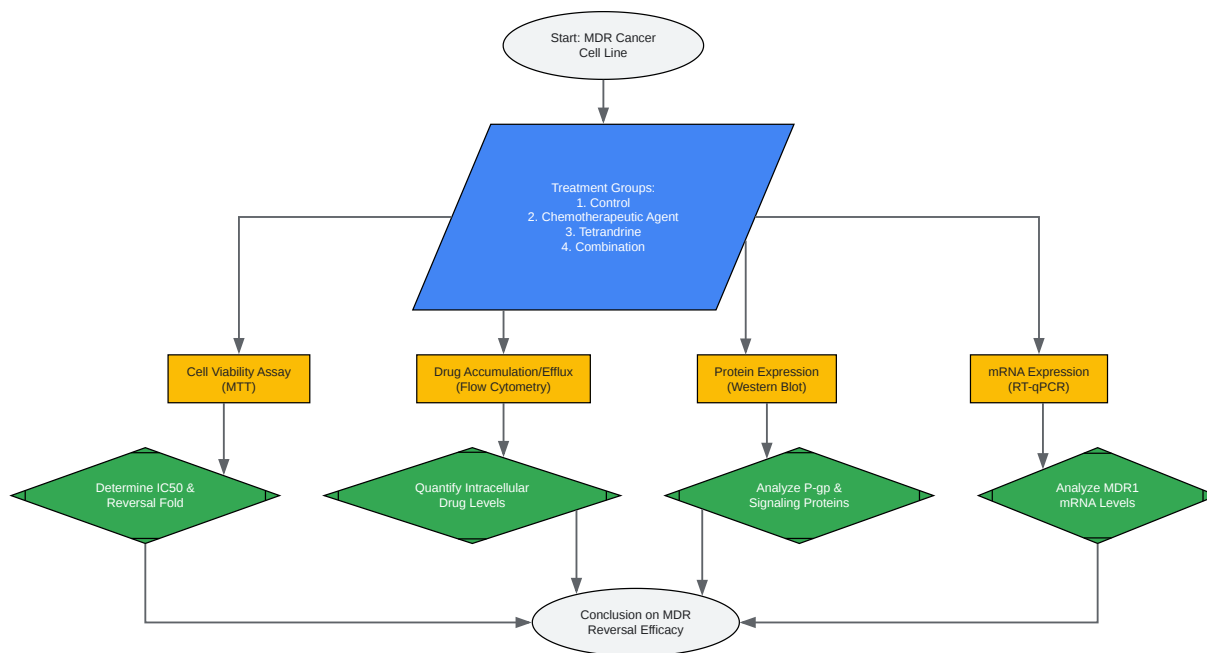 Start: MDR Cancer
Cell Line
Treatment Groups:
1. Control
2. Chemotherapeutic Agent
3. Tetrandrine
4. Combination
Cell Viability Assay
(MTT)
Drug Accumulation/Efflux
(Flow Cytometry)
Protein Expression
(Western Blot)
mRNA Expression
(RT-qPCR)
Determine IC50 &
Reversal Fold
Quantify Intracellular
Drug Levels
Analyze P-gp &
Signaling Proteins
Analyze MDR1
mRNA Levels
Conclusion on MDR
Reversal Efficacy